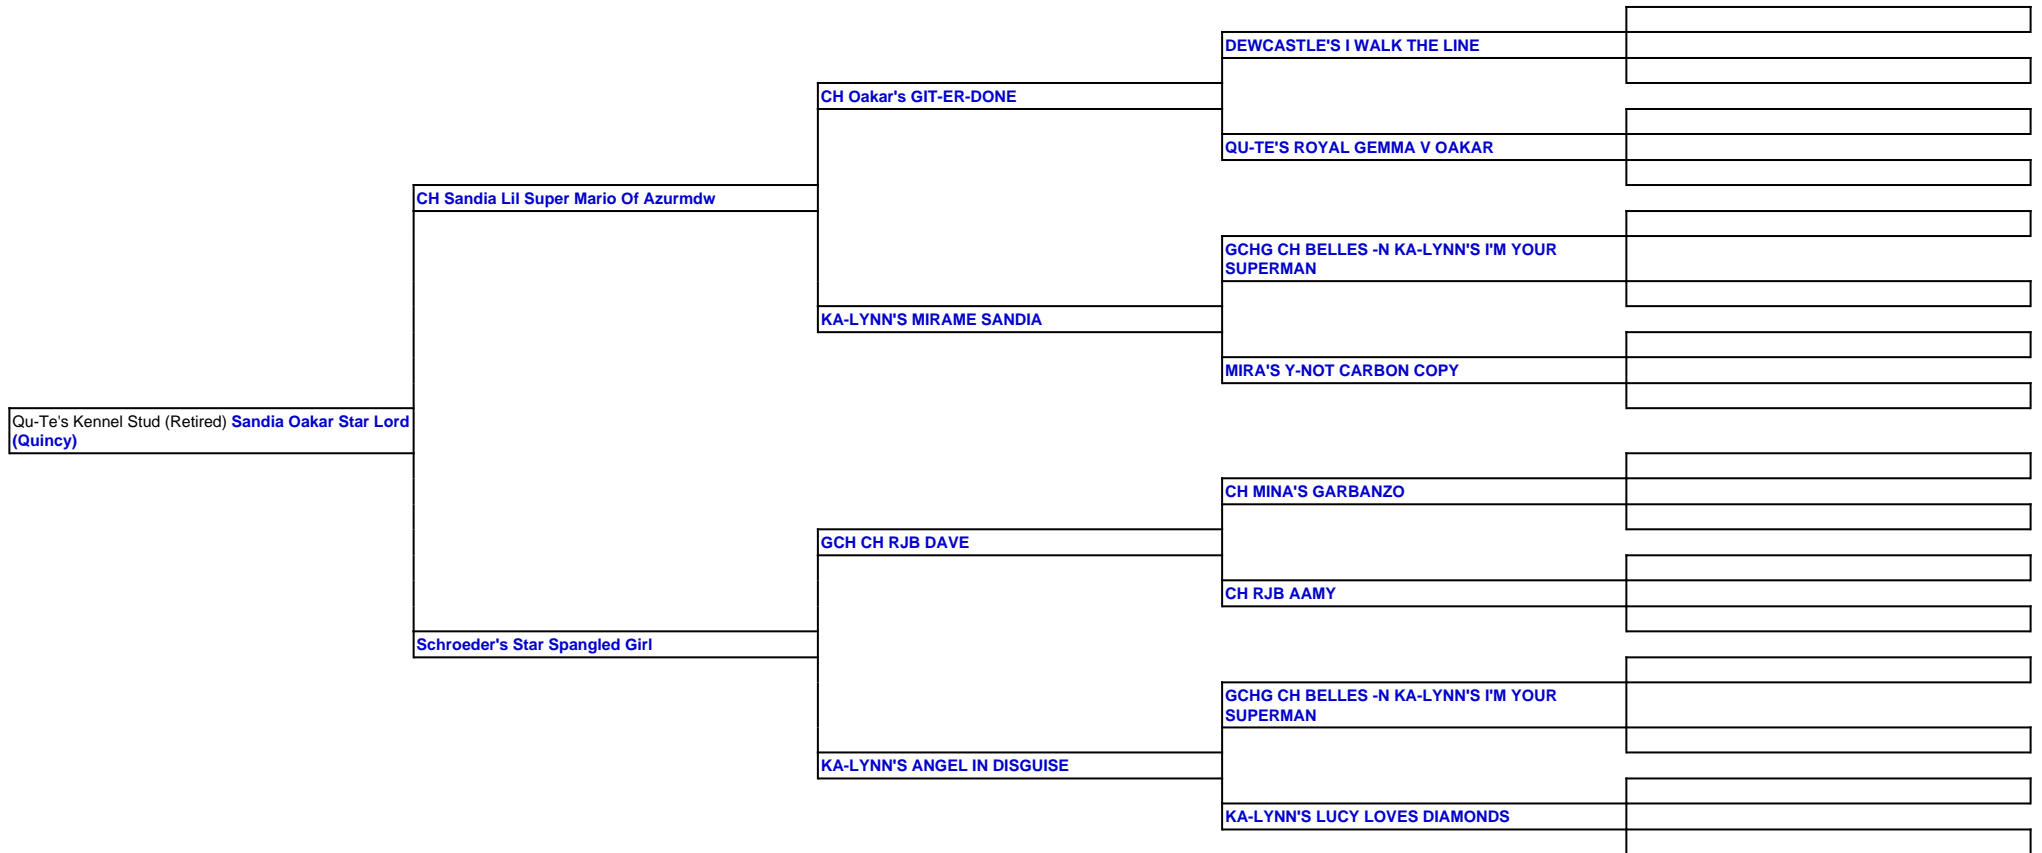 DEWCASTLE'S I WALK THE LINE
CH Oakar's GIT-ER-DONE
QU-TE'S ROYAL GEMMA V OAKAR
CH Sandia Lil Super Mario Of Azurmdw
GCHG CH BELLES -N KA-LYNN'S I'M YOUR
SUPERMAN
KA-LYNN'S MIRAME SANDIA
MIRA'S Y-NOT CARBON COPY
Qu-Te's Kennel Stud (Retired) Sandia Oakar Star Lord
(Quincy)
CH MINA'S GARBANZO
GCH CH RJB DAVE
CH RJB AAMY
Schroeder's Star Spangled Girl
GCHG CH BELLES -N KA-LYNN'S I'M YOUR
SUPERMAN
KA-LYNN'S ANGEL IN DISGUISE
KA-LYNN'S LUCY LOVES DIAMONDS